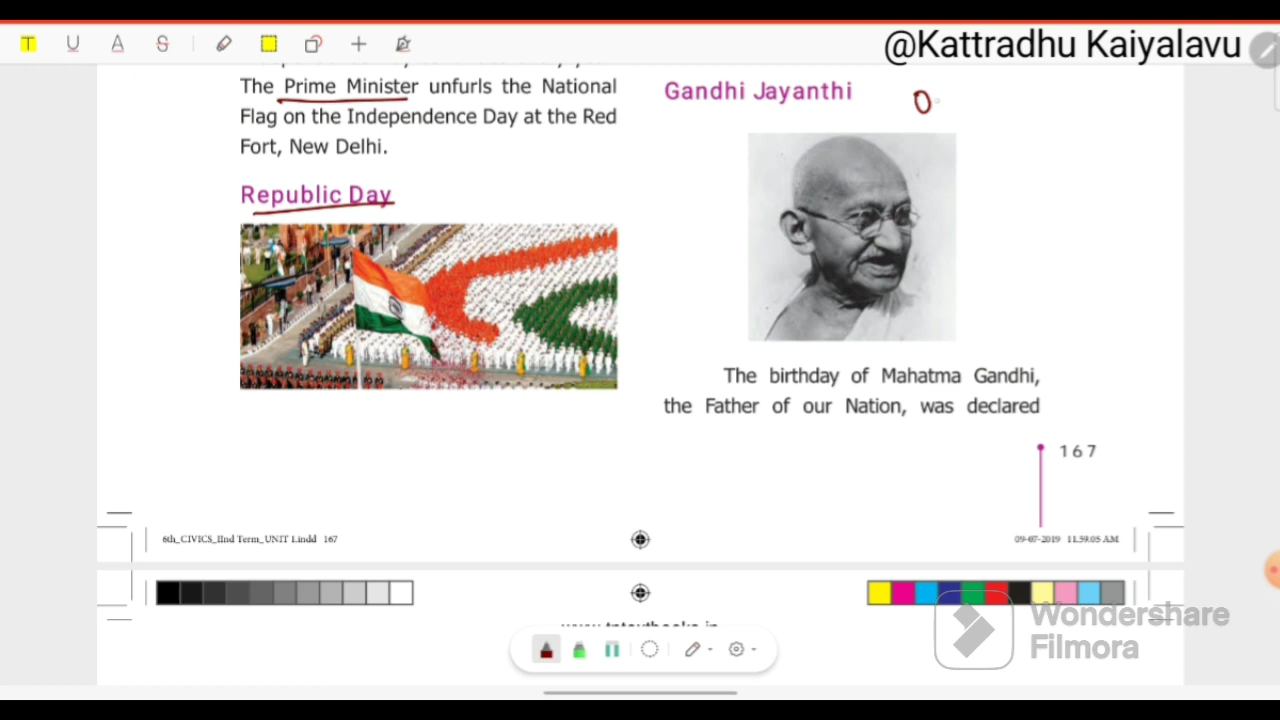 @Kattradhu Kaiyalavu
The Prime Minister unfurls the National
Flag on the Independence Day at the Red
Fort, New Delhi.
Republic Day
Gandhi Jayanthi
The birthday of Mahatma Gandhi,
the Father of our Nation, was declared
167
6th_CIVICS_IInd Term_UNIT 1.indd 167
09-07-2019 11.59.05 AM
Wondershare
Filmora